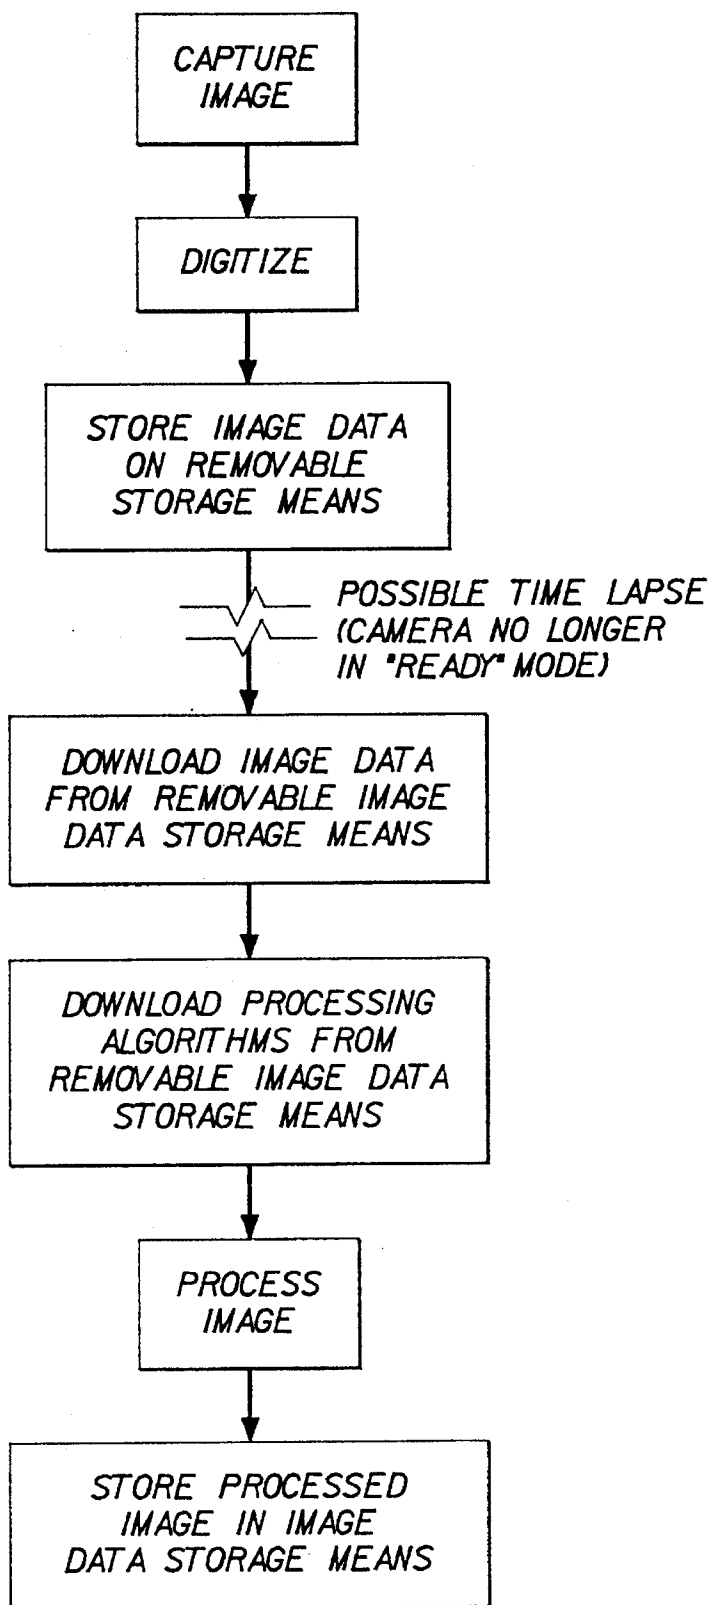 CAPTURE
IMAGE
DIGITIZE
STORE IMAGE DATA
ON REMOVABLE
STORAGE MEANS
POSSIBLE TIME LAPSE
(CAMERA NO LONGER
IN "READY" MODE)
DOWNLOAD IMAGE DATA
FROM REMOVABLE IMAGE
DATA STORAGE MEANS
DOWNLOAD PROCESSING
ALGORITHMS FROM
REMOVABLE IMAGE DATA
STORAGE MEANS
PROCESS
IMAGE
STORE PROCESSED
IMAGE IN IMAGE
DATA STORAGE MEANS